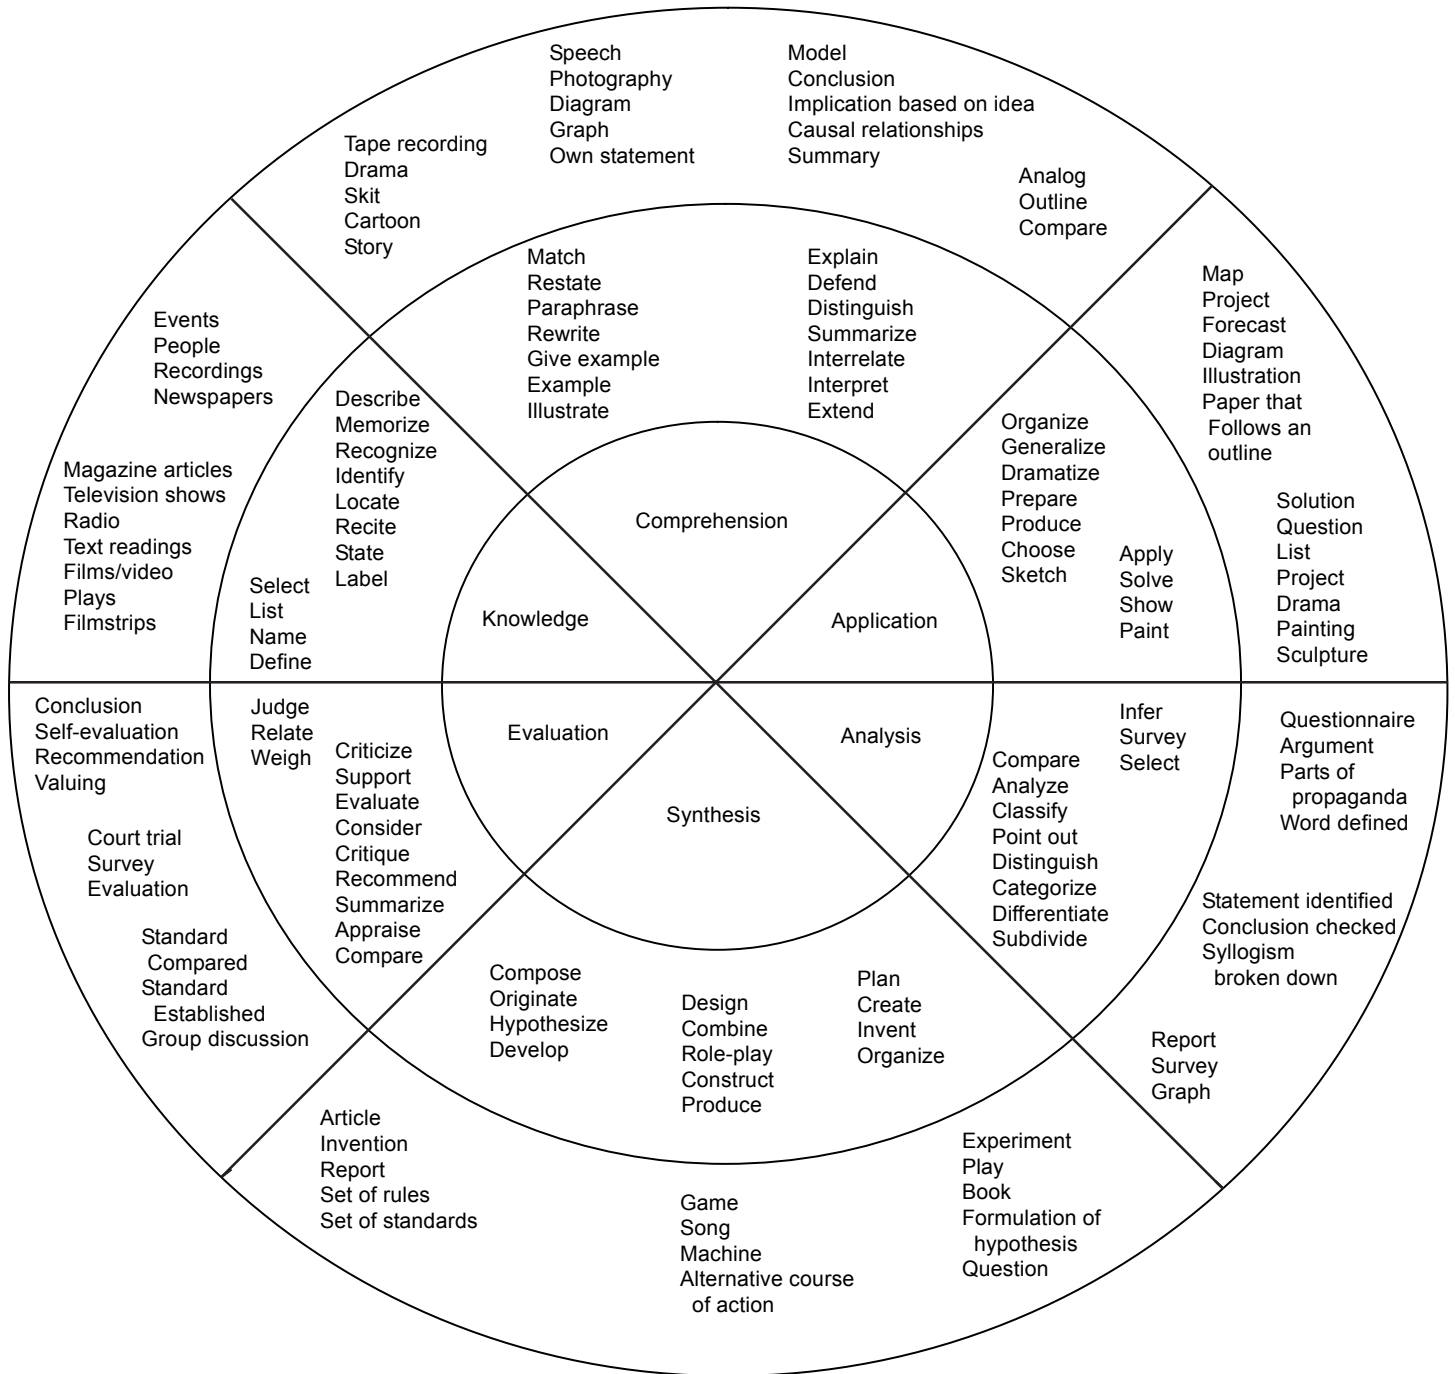 Speech
Photography
Diagram
Graph
Own statement
Model
Conclusion
Implication based on idea
Causal relationships
Summary
Tape recording
Drama
Skit
Cartoon
Story
Analog
Outline
Compare
Match
Restate
Paraphrase
Rewrite
Give example
Example
Illustrate
Explain
Defend
Distinguish
Summarize
Interrelate
Interpret
Extend
Comprehension
Map
Project
Forecast
Diagram
Illustration
Paper that
Follows an
outline
Solution
Question
List
Project
Drama
Painting
Sculpture
Organize
Generalize
Dramatize
Prepare
Produce
Choose
Sketch
Apply
Solve
Show
Paint
Application
Events
People
Recordings
Newspapers
Magazine articles
Television shows
Radio
Text readings
Films/video
Plays
Filmstrips
Describe
Memorize
Recognize
Identify
Locate
Recite
State
Label
Select
List
Name
Define
Knowledge
Conclusion
Self-evaluation
Recommendation
Valuing
Court trial
Survey
Evaluation
Standard
Compared
Standard
Established
Group discussion
Judge
Relate
Weigh
Criticize
Support
Evaluate
Consider
Critique
Recommend
Summarize
Appraise
Compare
Evaluation
Analysis
Infer
Survey
Select
Compare
Analyze
Classify
Point out
Distinguish
Categorize
Differentiate
Subdivide
Questionnaire
Argument
Parts of
propaganda
Word defined
Statement identified
Conclusion checked
Syllogism
broken down
Report
Survey
Graph
Synthesis
Compose
Originate
Hypothesize
Develop
Design
Combine
Role-play
Construct
Produce
Plan
Create
Invent
Organize
Article
Invention
Report
Set of rules
Set of standards
Game
Song
Machine
Alternative course
of action
Experiment
Play
Book
Formulation of
hypothesis
Question